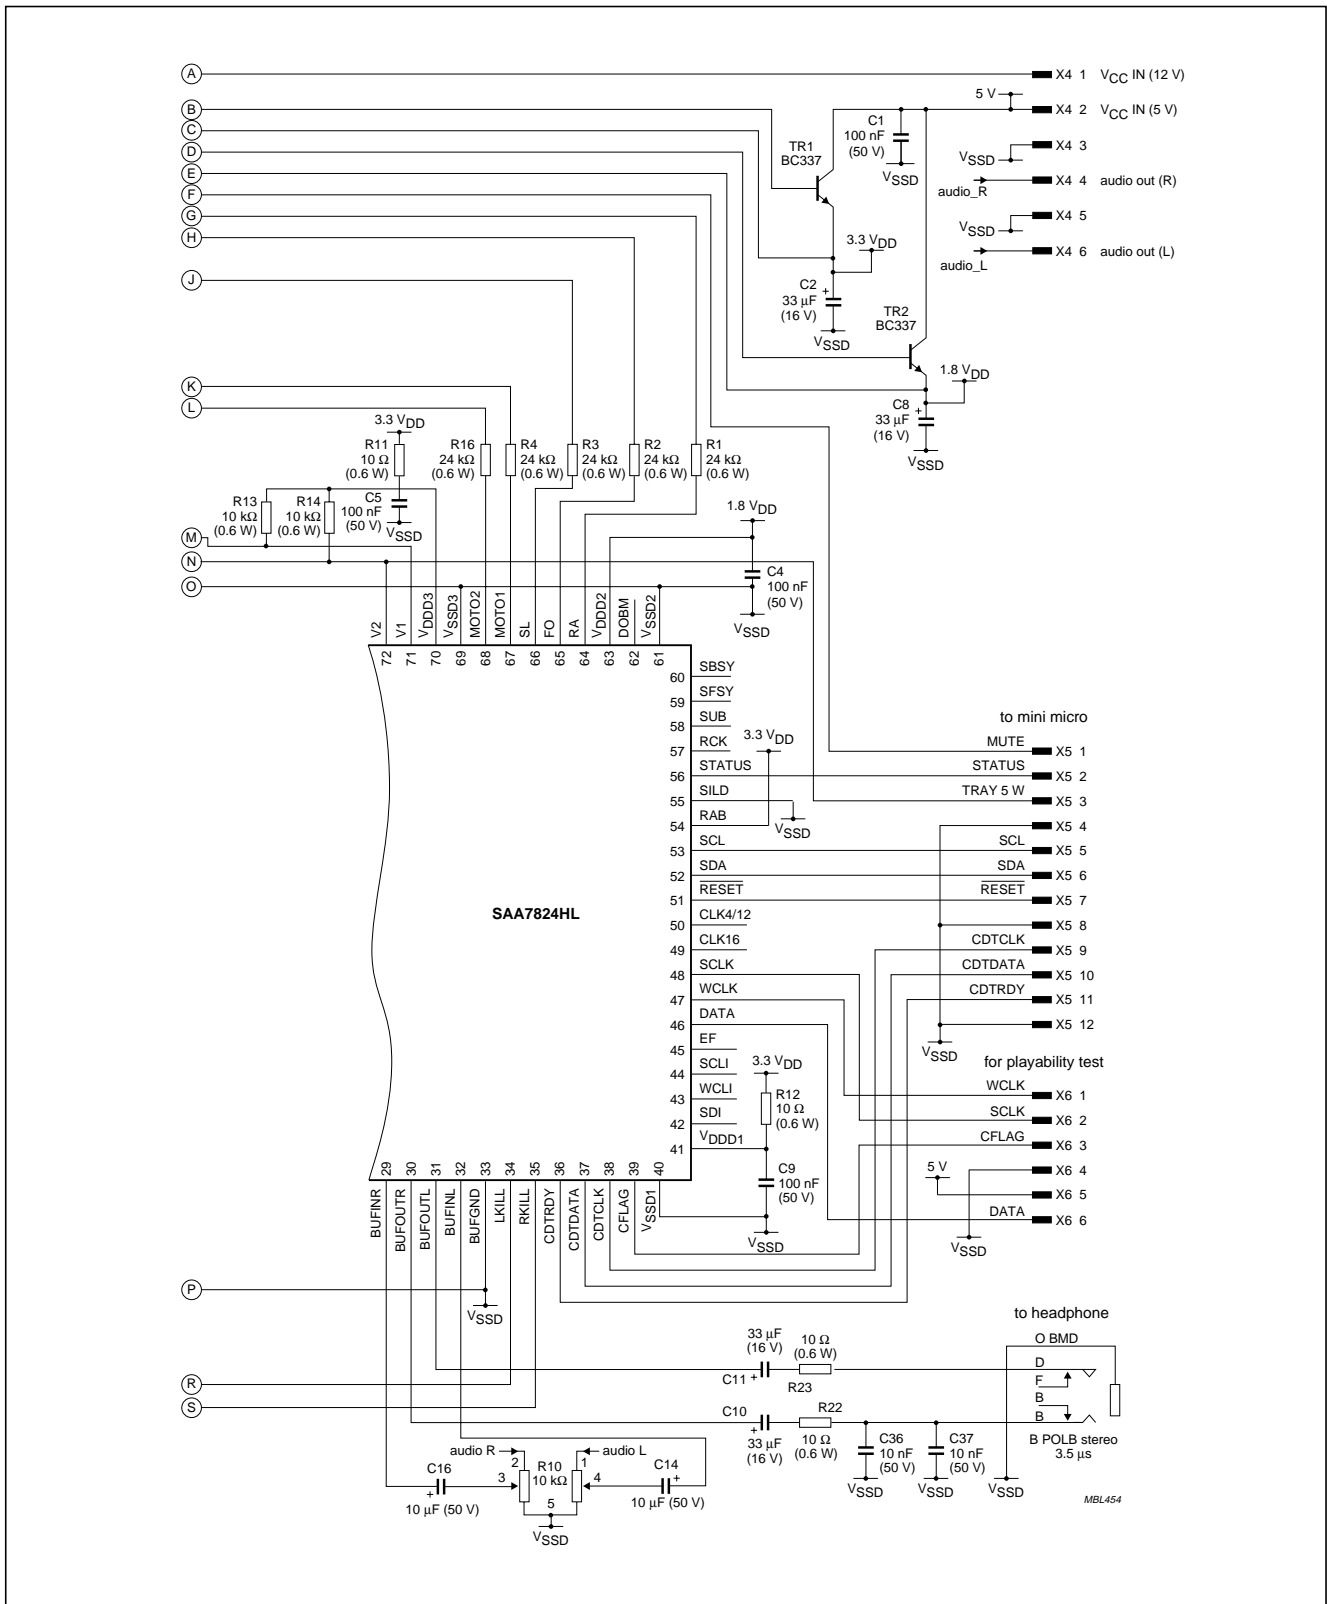 A
X4 1 VCC IN (12 V)
5 V
B
X4 2 VCC IN (5 V)
C
C1
100 nF
(50 V)
VSSD
D
TR1
BC337
X4 3
VSSD
E
F
audio_R
X4 4 audio out (R)
G
X4 5
VSSD
H
3.3 VDD
audio_L
X4 6 audio out (L)
J
C2
+
33 µF
(16 V)
VSSD
TR2
BC337
K
1.8 VDD
L
C8
+
33 µF
(16 V)
VSSD
3.3 VDD
R11
10 Ω
(0.6 W)
R16
24 kΩ
(0.6 W)
R4
24 kΩ
(0.6 W)
R3
24 kΩ
(0.6 W)
R2
24 kΩ
(0.6 W)
R1
24 kΩ
(0.6 W)
R13
10 kΩ
(0.6 W)
R14
10 kΩ
(0.6 W)
C5
100 nF
(50 V)
VSSD
1.8 VDD
M
N
O
C4
100 nF
(50 V)
VSSD
V2
V1
VDDD3
VSSD3
MOTO2
MOTO1
SL
FO
RA
VDDD2
DOBM
VSSD2
72 71 70 69 68 67 66 65 64 63 62 61
60 SBSY
59 SFSY
58 SUB
57 RCK
3.3 VDD
56 STATUS
55 SILD
VSSD
54 RAB
53 SCL
52 SDA
51 RESET
50 CLK4/12
49 CLK16
48 SCLK
47 WCLK
46 DATA
45 EF
44 SCLI
43 WCLI
42 SDI
41 VDDD1
SAA7824HL
to mini micro
MUTE X5 1
STATUS X5 2
TRAY 5 W X5 3
X5 4
SCL X5 5
SDA X5 6
RESET X5 7
X5 8
CDTCLK X5 9
CDTDATA X5 10
CDTRDY X5 11
X5 12
VSSD
for playability test
WCLK X6 1
SCLK X6 2
CFLAG X6 3
X6 4
5 V
X6 5
DATA X6 6
VSSD
3.3 VDD
R12
10 Ω
(0.6 W)
C9
100 nF
(50 V)
VSSD
29 30 31 32 33 34 35 36 37 38 39 40
BUFINR
BUFOUTR
BUFOUTL
BUFINL
BUFGND
LKILL
RKILL
CDTRDY
CDTDATA
CDTCLK
CFLAG
VSSD1
P
VSSD
R
S
to headphone
O BMD
33 µF
(16 V)
C11 +
10 Ω
(0.6 W)
R23
D
F
B
B
C10
+
33 µF
(16 V)
R22
10 Ω
(0.6 W)
C36
10 nF
(50 V)
VSSD
C37
10 nF
(50 V)
VSSD
VSSD
B POLB stereo
3.5 µs
audio R
2
audio L
1
C16
+
10 µF (50 V)
3
R10
10 kΩ
4
5
C14
+
10 µF (50 V)
VSSD
MBL454